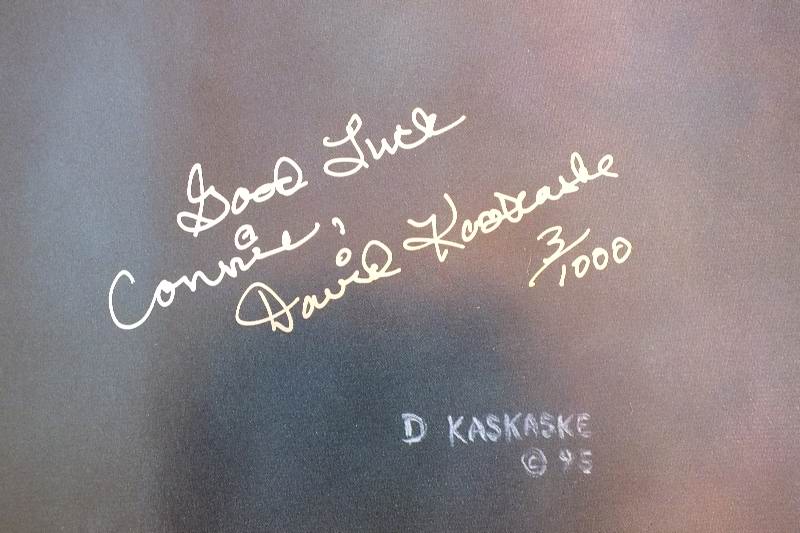 Good Luck
Connie,
David Kaskaske
3/1000
D KASKASKE
© 95